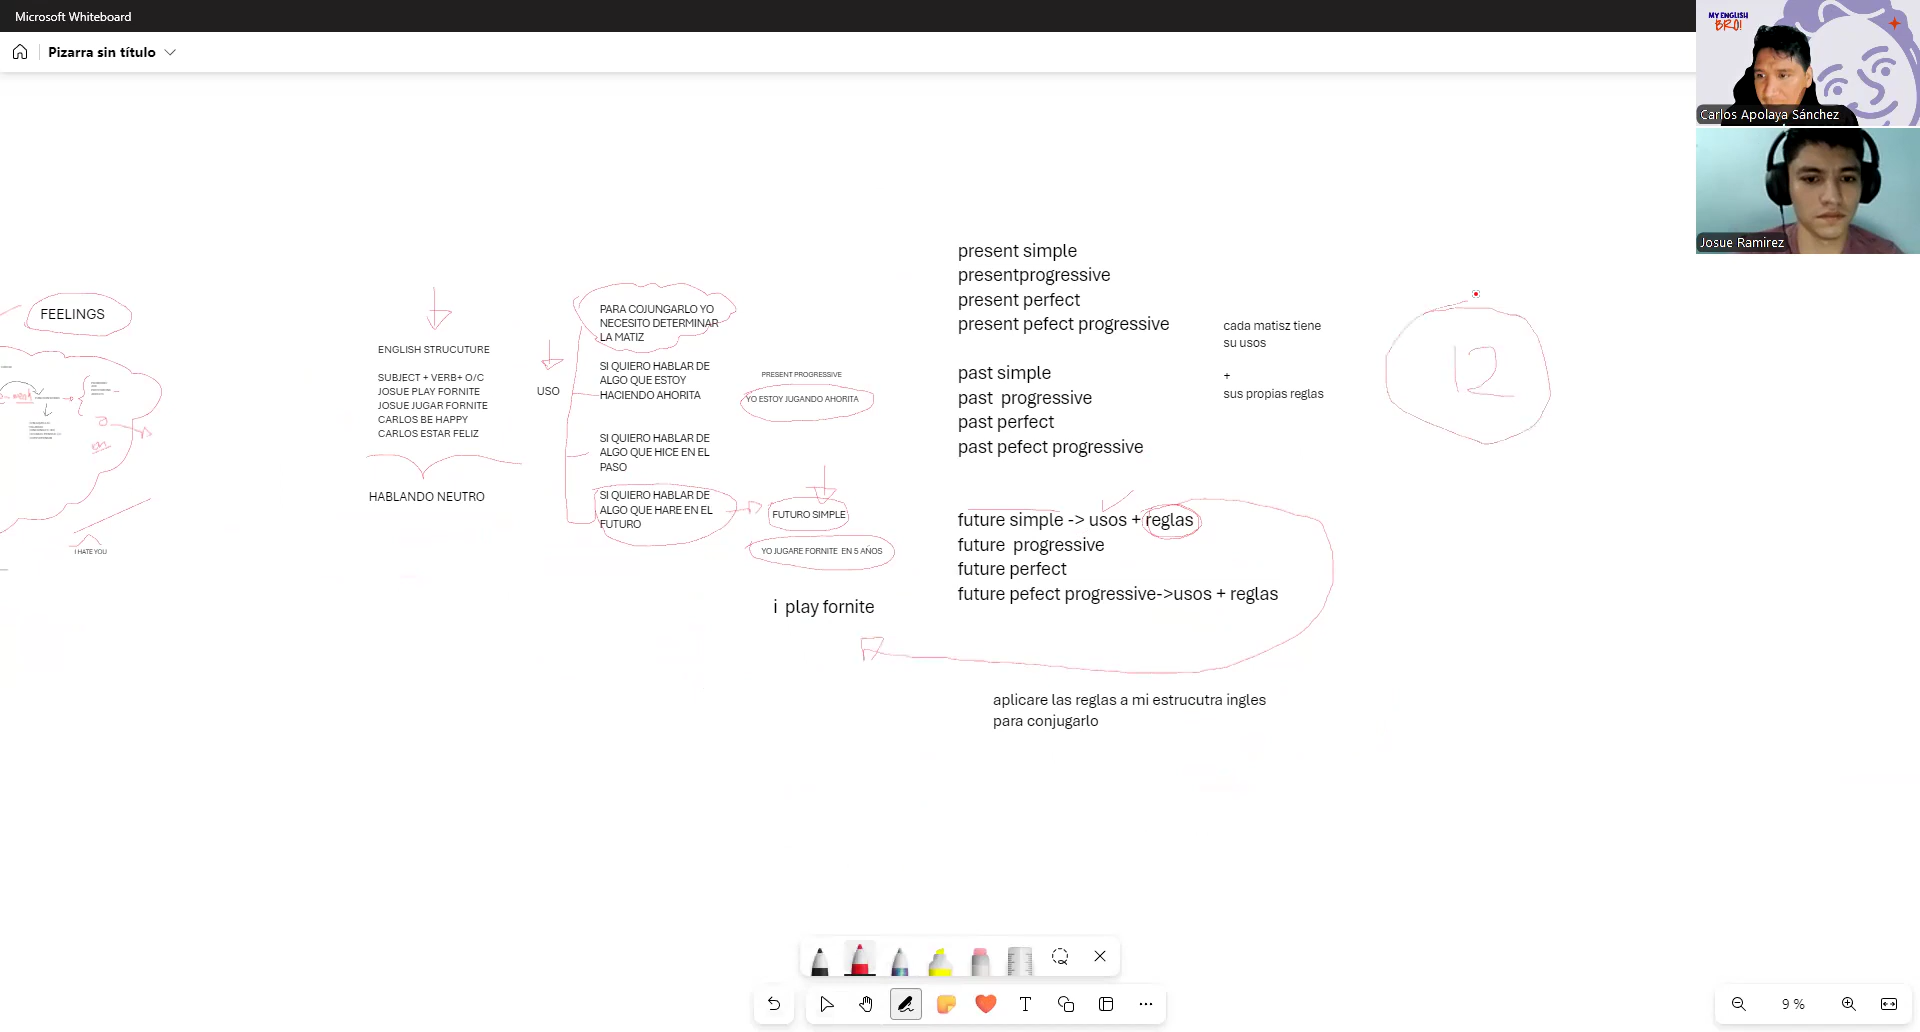 Microsoft Whiteboard
Pizarra sin título
MY ENGLISH
BRO!
Carlos Apolaya Sánchez
Josue Ramirez
FEELINGS
I HATE YOU
ENGLISH STRUCUTURE
SUBJECT + VERB+ O/C
JOSUE PLAY FORNITE
JOSUE JUGAR FORNITE
CARLOS BE HAPPY
CARLOS ESTAR FELIZ
HABLANDO NEUTRO
USO
PARA COJUNGARLO YO
NECESITO DETERMINAR
LA MATIZ
SI QUIERO HABLAR DE
ALGO QUE ESTOY
HACIENDO AHORITA
SI QUIERO HABLAR DE
ALGO QUE HICE EN EL
PASO
SI QUIERO HABLAR DE
ALGO QUE HARE EN EL
FUTURO
PRESENT PROGRESSIVE
YO ESTOY JUGANDO AHORITA
FUTURO SIMPLE
YO JUGARE FORNITE EN 5 AÑOS
i play fornite
present simple
presentprogressive
present perfect
present pefect progressive
past simple
past progressive
past perfect
past pefect progressive
future simple -> usos + reglas
future progressive
future perfect
future pefect progressive->usos + reglas
cada matisz tiene
su usos
+
sus propias reglas
12
aplicare las reglas a mi estrucutra ingles
para conjugarlo
9 %